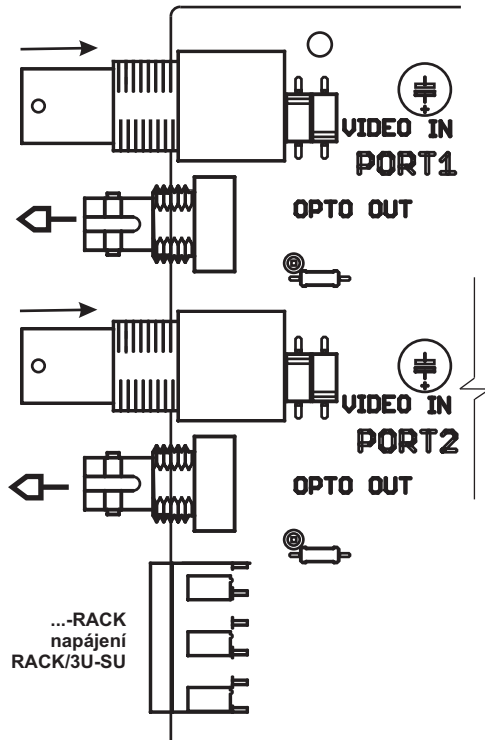 VIDEO IN
PORT1
OPTO OUT
VIDEO IN
PORT2
OPTO OUT
...-RACK
napájení
RACK/3U-SU